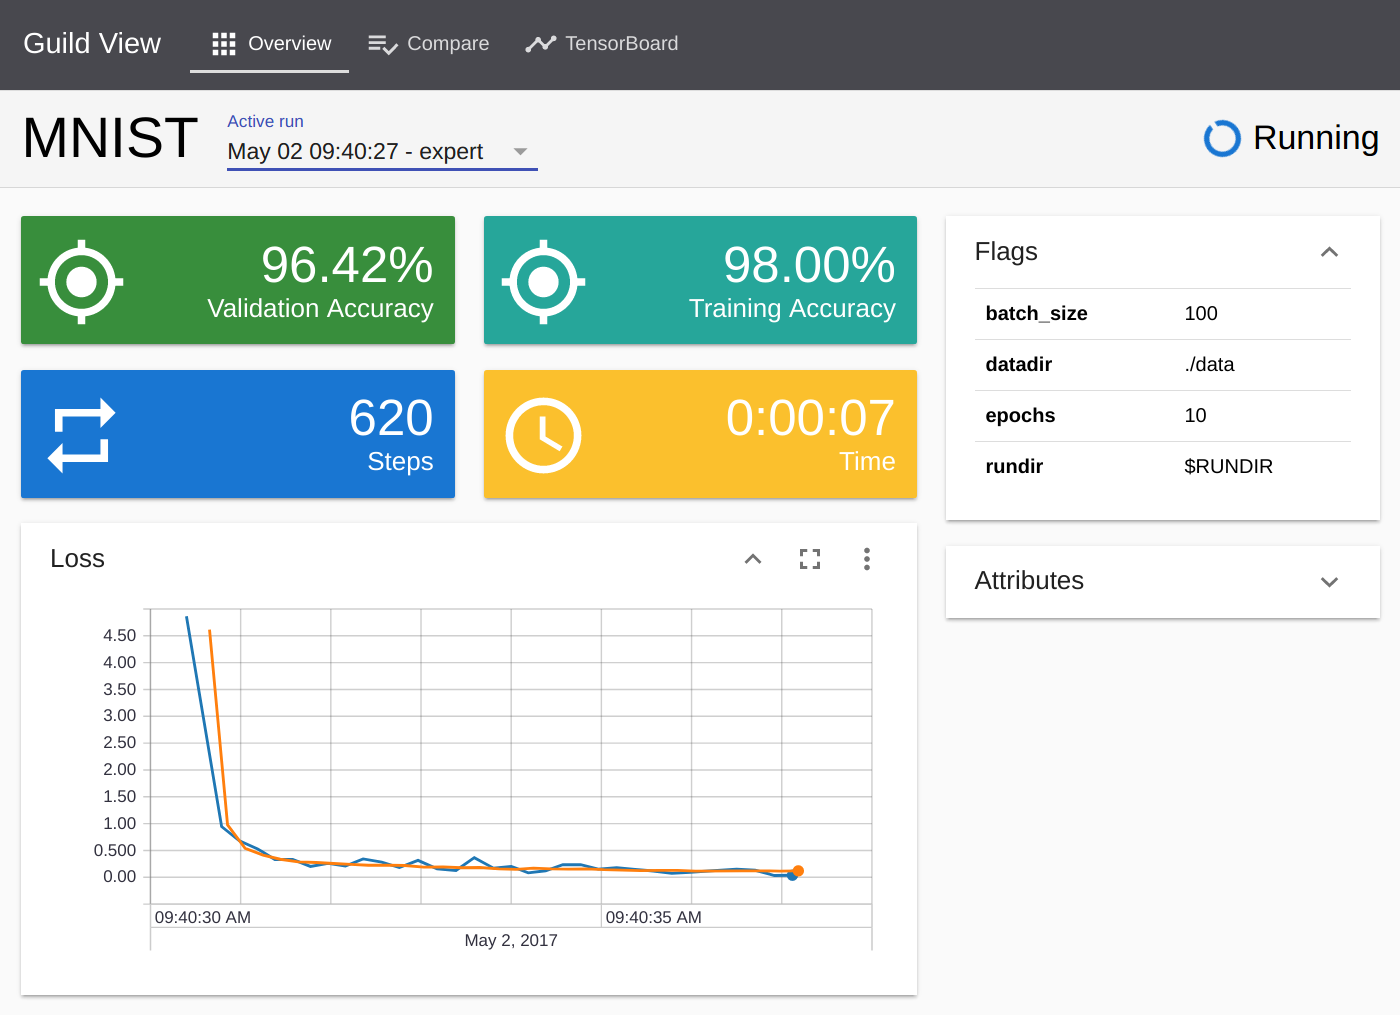 Guild View
Overview
Compare
TensorBoard
MNIST
Active run
May 02 09:40:27 - expert
Running
96.42%
Validation Accuracy
98.00%
Training Accuracy
620
Steps
0:00:07
Time
Flags
batch_size 100
datadir ./data
epochs 10
rundir $RUNDIR
Attributes
Loss
4.50
4.00
3.50
3.00
2.50
2.00
1.50
1.00
0.500
0.00
09:40:30 AM 09:40:35 AM
May 2, 2017